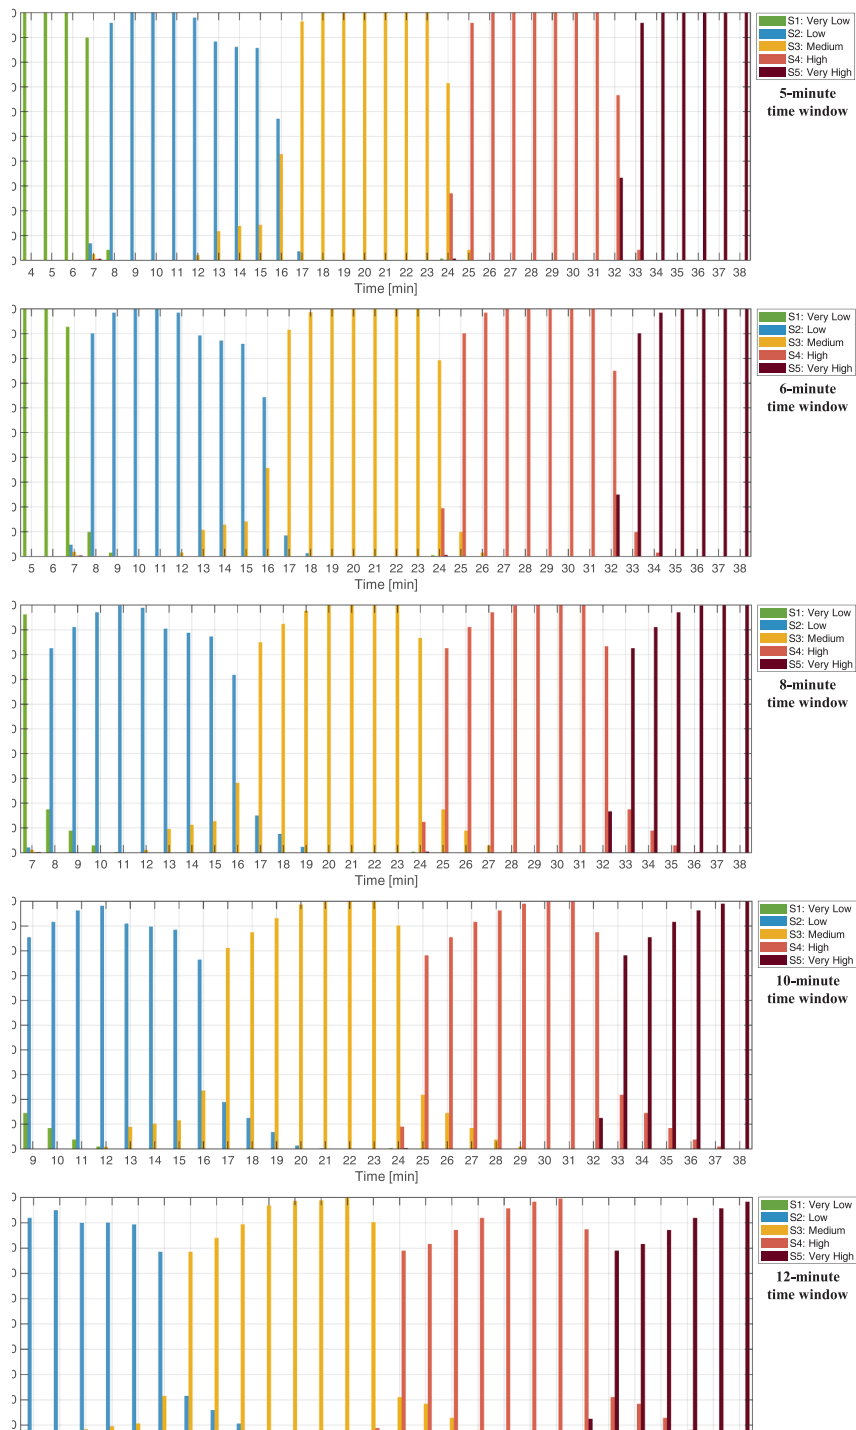 S1: Very Low
S2: Low
S3: Medium
S4: High
S5: Very High
5-minute
time window
4 5 6 7 8 9 10 11 12 13 14 15 16 17 18 19 20 21 22 23 24 25 26 27 28 29 30 31 32 33 34 35 36 37 38
Time [min]
S1: Very Low
S2: Low
S3: Medium
S4: High
S5: Very High
6-minute
time window
5 6 7 8 9 10 11 12 13 14 15 16 17 18 19 20 21 22 23 24 25 26 27 28 29 30 31 32 33 34 35 36 37 38
Time [min]
S1: Very Low
S2: Low
S3: Medium
S4: High
S5: Very High
8-minute
time window
7 8 9 10 11 12 13 14 15 16 17 18 19 20 21 22 23 24 25 26 27 28 29 30 31 32 33 34 35 36 37 38
Time [min]
S1: Very Low
S2: Low
S3: Medium
S4: High
S5: Very High
10-minute
time window
9 10 11 12 13 14 15 16 17 18 19 20 21 22 23 24 25 26 27 28 29 30 31 32 33 34 35 36 37 38
Time [min]
S1: Very Low
S2: Low
S3: Medium
S4: High
S5: Very High
12-minute
time window